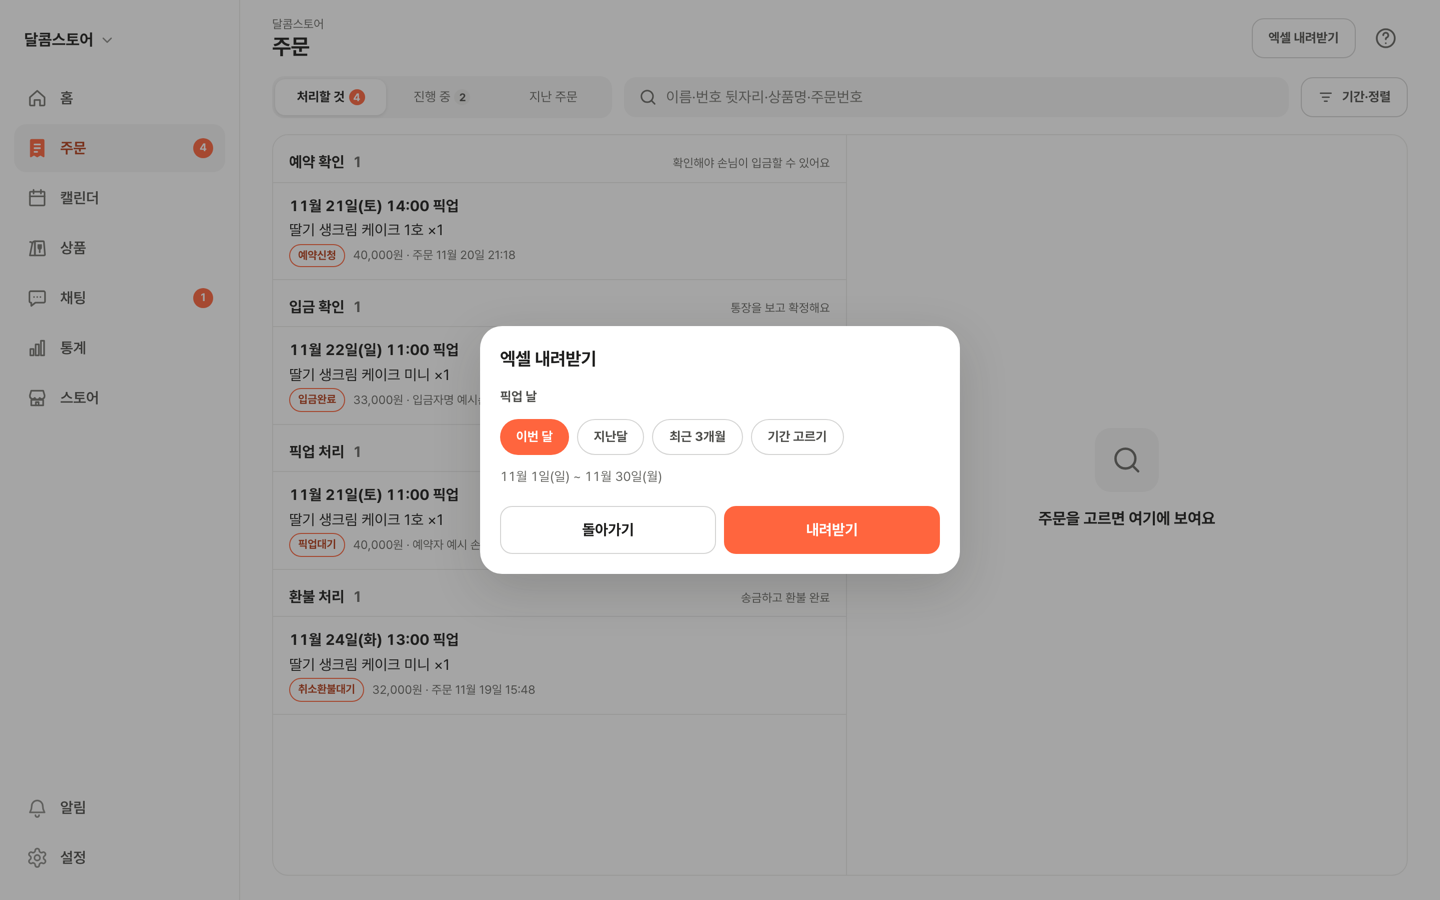 달콤스토어
홈
주문 4
캘린더
상품
채팅 1
통계
스토어
알림
설정
달콤스토어
주문
엑셀 내려받기
처리할 것 4
진행 중 2
지난 주문
이름·번호 뒷자리·상품명·주문번호
기간·정렬
예약 확인 1
확인해야 손님이 입금할 수 있어요
11월 21일(토) 14:00 픽업
딸기 생크림 케이크 1호 ×1
예약신청 40,000원 · 주문 11월 20일 21:18
입금 확인 1
통장을 보고 확정해요
11월 22일(일) 11:00 픽업
딸기 생크림 케이크 미니 ×1
입금완료 33,000원 · 입금자명
픽업 처리 1
11월 21일(토) 11:00 픽업
딸기 생크림 케이크 1호 ×1
픽업대기 40,000원 · 예약자 예시 손
환불 처리 1
송금하고 환불 완료
11월 24일(화) 13:00 픽업
딸기 생크림 케이크 미니 ×1
취소환불대기 32,000원 · 주문 11월 19일 15:48
주문을 고르면 여기에 보여요
엑셀 내려받기
픽업 날
이번 달
지난달
최근 3개월
기간 고르기
11월 1일(일) ~ 11월 30일(월)
돌아가기
내려받기